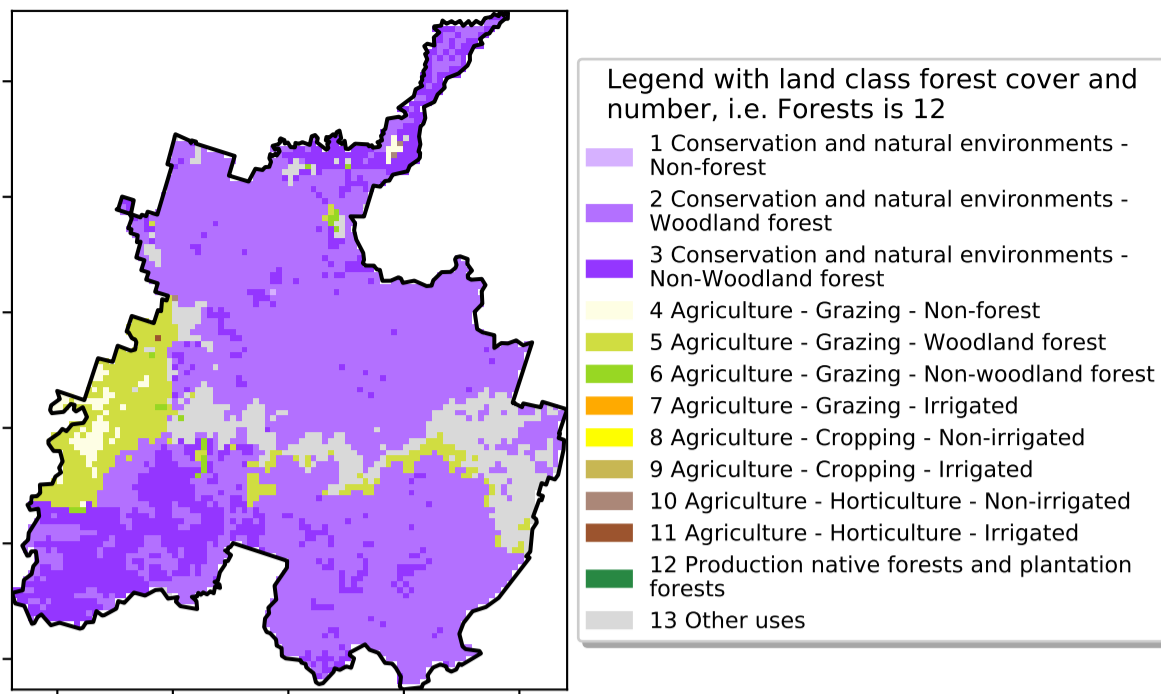 Legend with land class forest cover and
number, i.e. Forests is 12
1 Conservation and natural environments -
Non-forest
2 Conservation and natural environments -
Woodland forest
3 Conservation and natural environments -
Non-Woodland forest
4 Agriculture - Grazing - Non-forest
5 Agriculture - Grazing - Woodland forest
6 Agriculture - Grazing - Non-woodland forest
7 Agriculture - Grazing - Irrigated
8 Agriculture - Cropping - Non-irrigated
9 Agriculture - Cropping - Irrigated
10 Agriculture - Horticulture - Non-irrigated
11 Agriculture - Horticulture - Irrigated
12 Production native forests and plantation
forests
13 Other uses